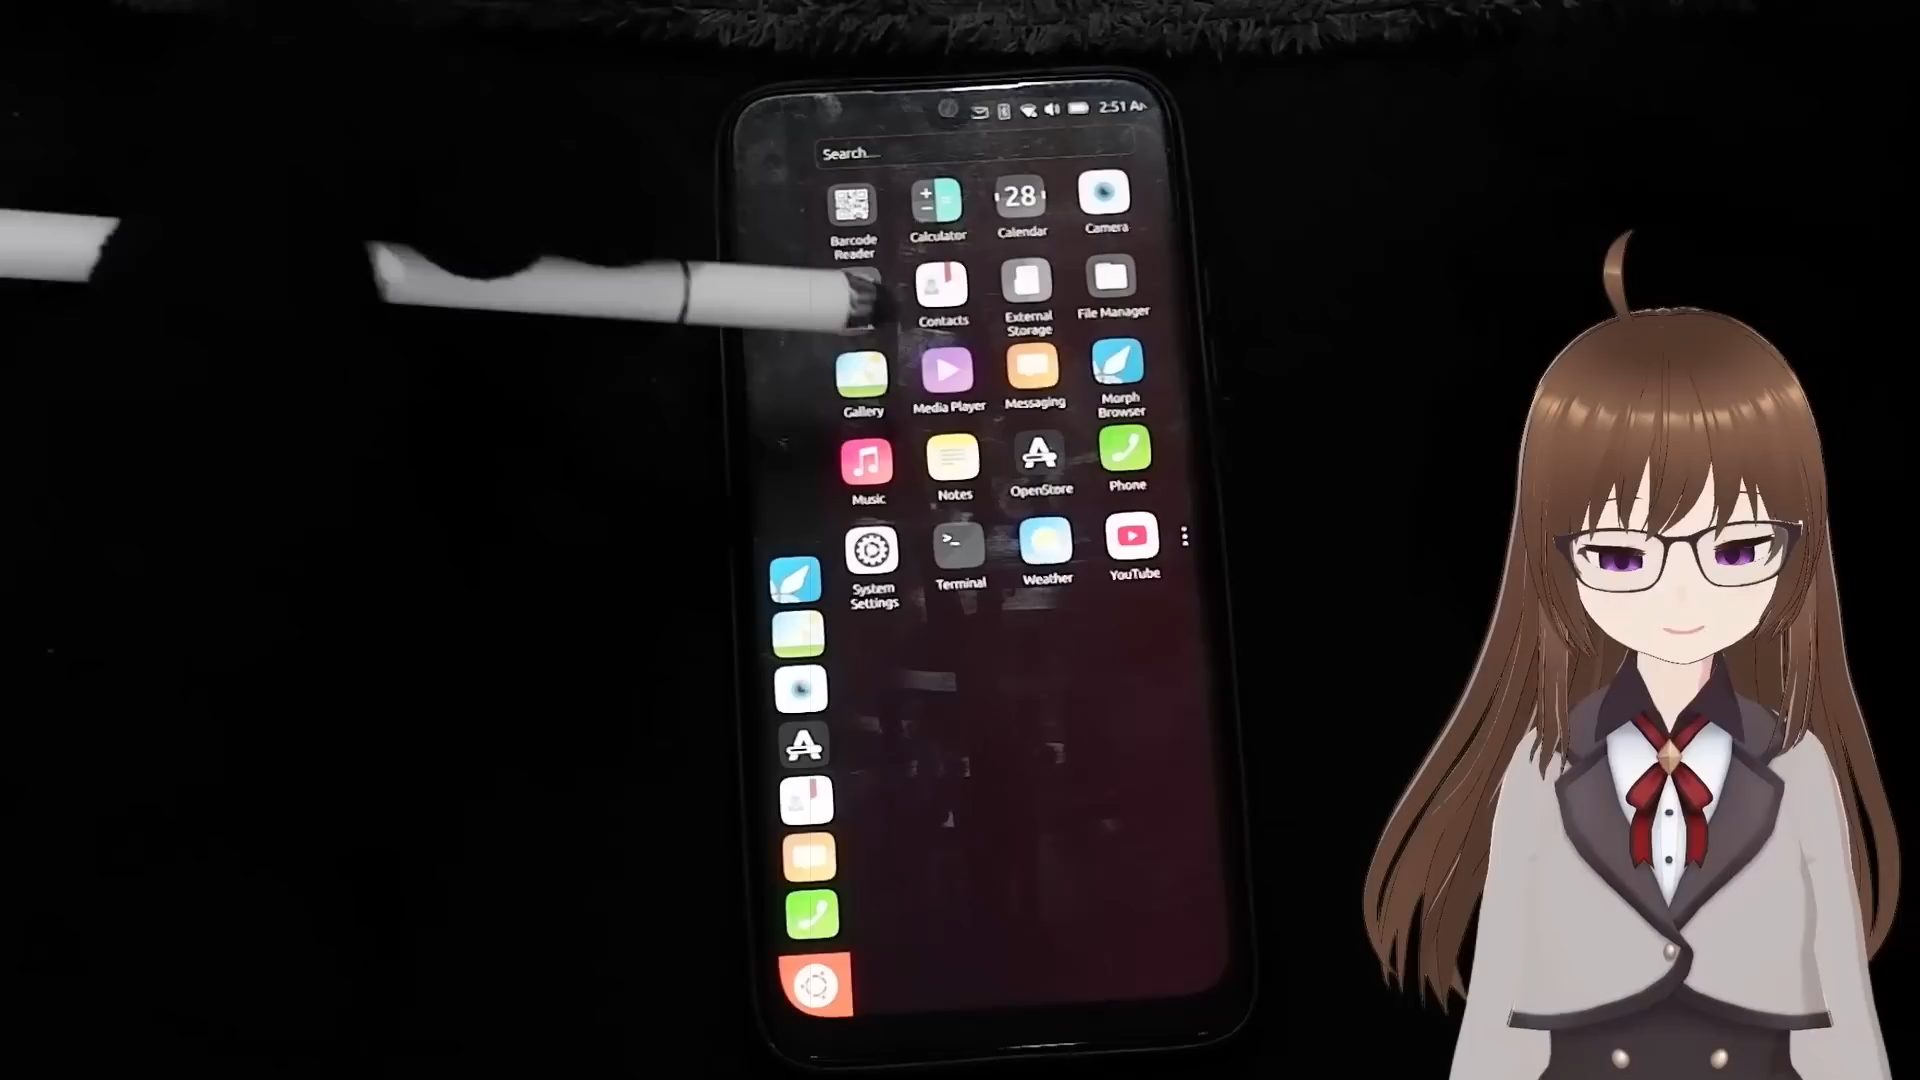 2:51 AM
Search...
Barcode Reader
Calculator
28
Calendar
Camera
Contacts
External Storage
File Manager
Gallery
Media Player
Messaging
Morph Browser
Music
Notes
OpenStore
Phone
System Settings
>_
Terminal
Weather
YouTube